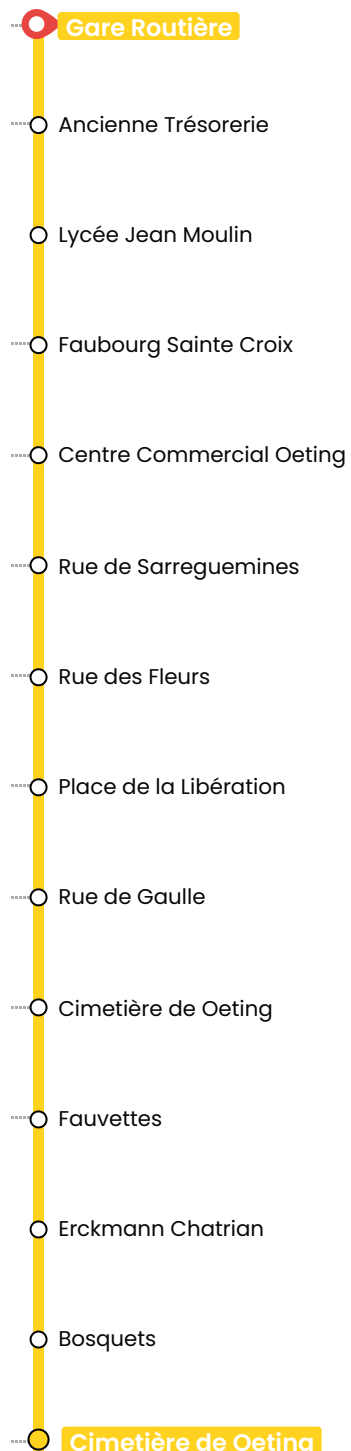 Gare Routière
Ancienne Trésorerie
Lycée Jean Moulin
Faubourg Sainte Croix
Centre Commercial Oeting
Rue de Sarreguemines
Rue des Fleurs
Place de la Libération
Rue de Gaulle
Cimetière de Oeting
Fauvettes
Erckmann Chatrian
Bosquets
Cimetière de Oeting